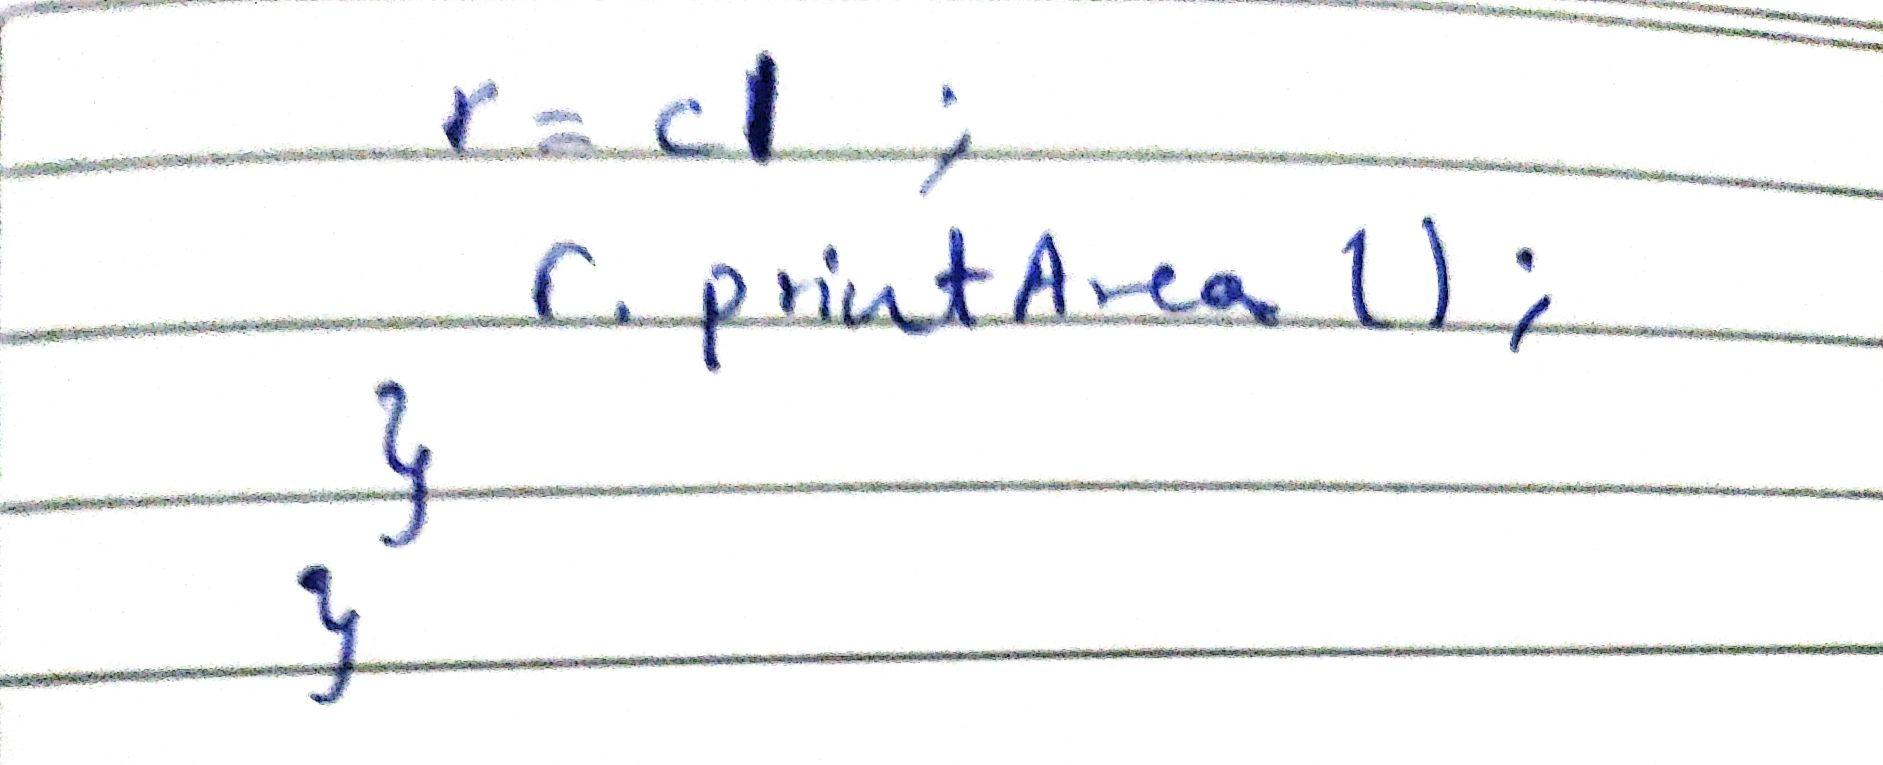 r = c1 ;
r. printArea ();
}
}